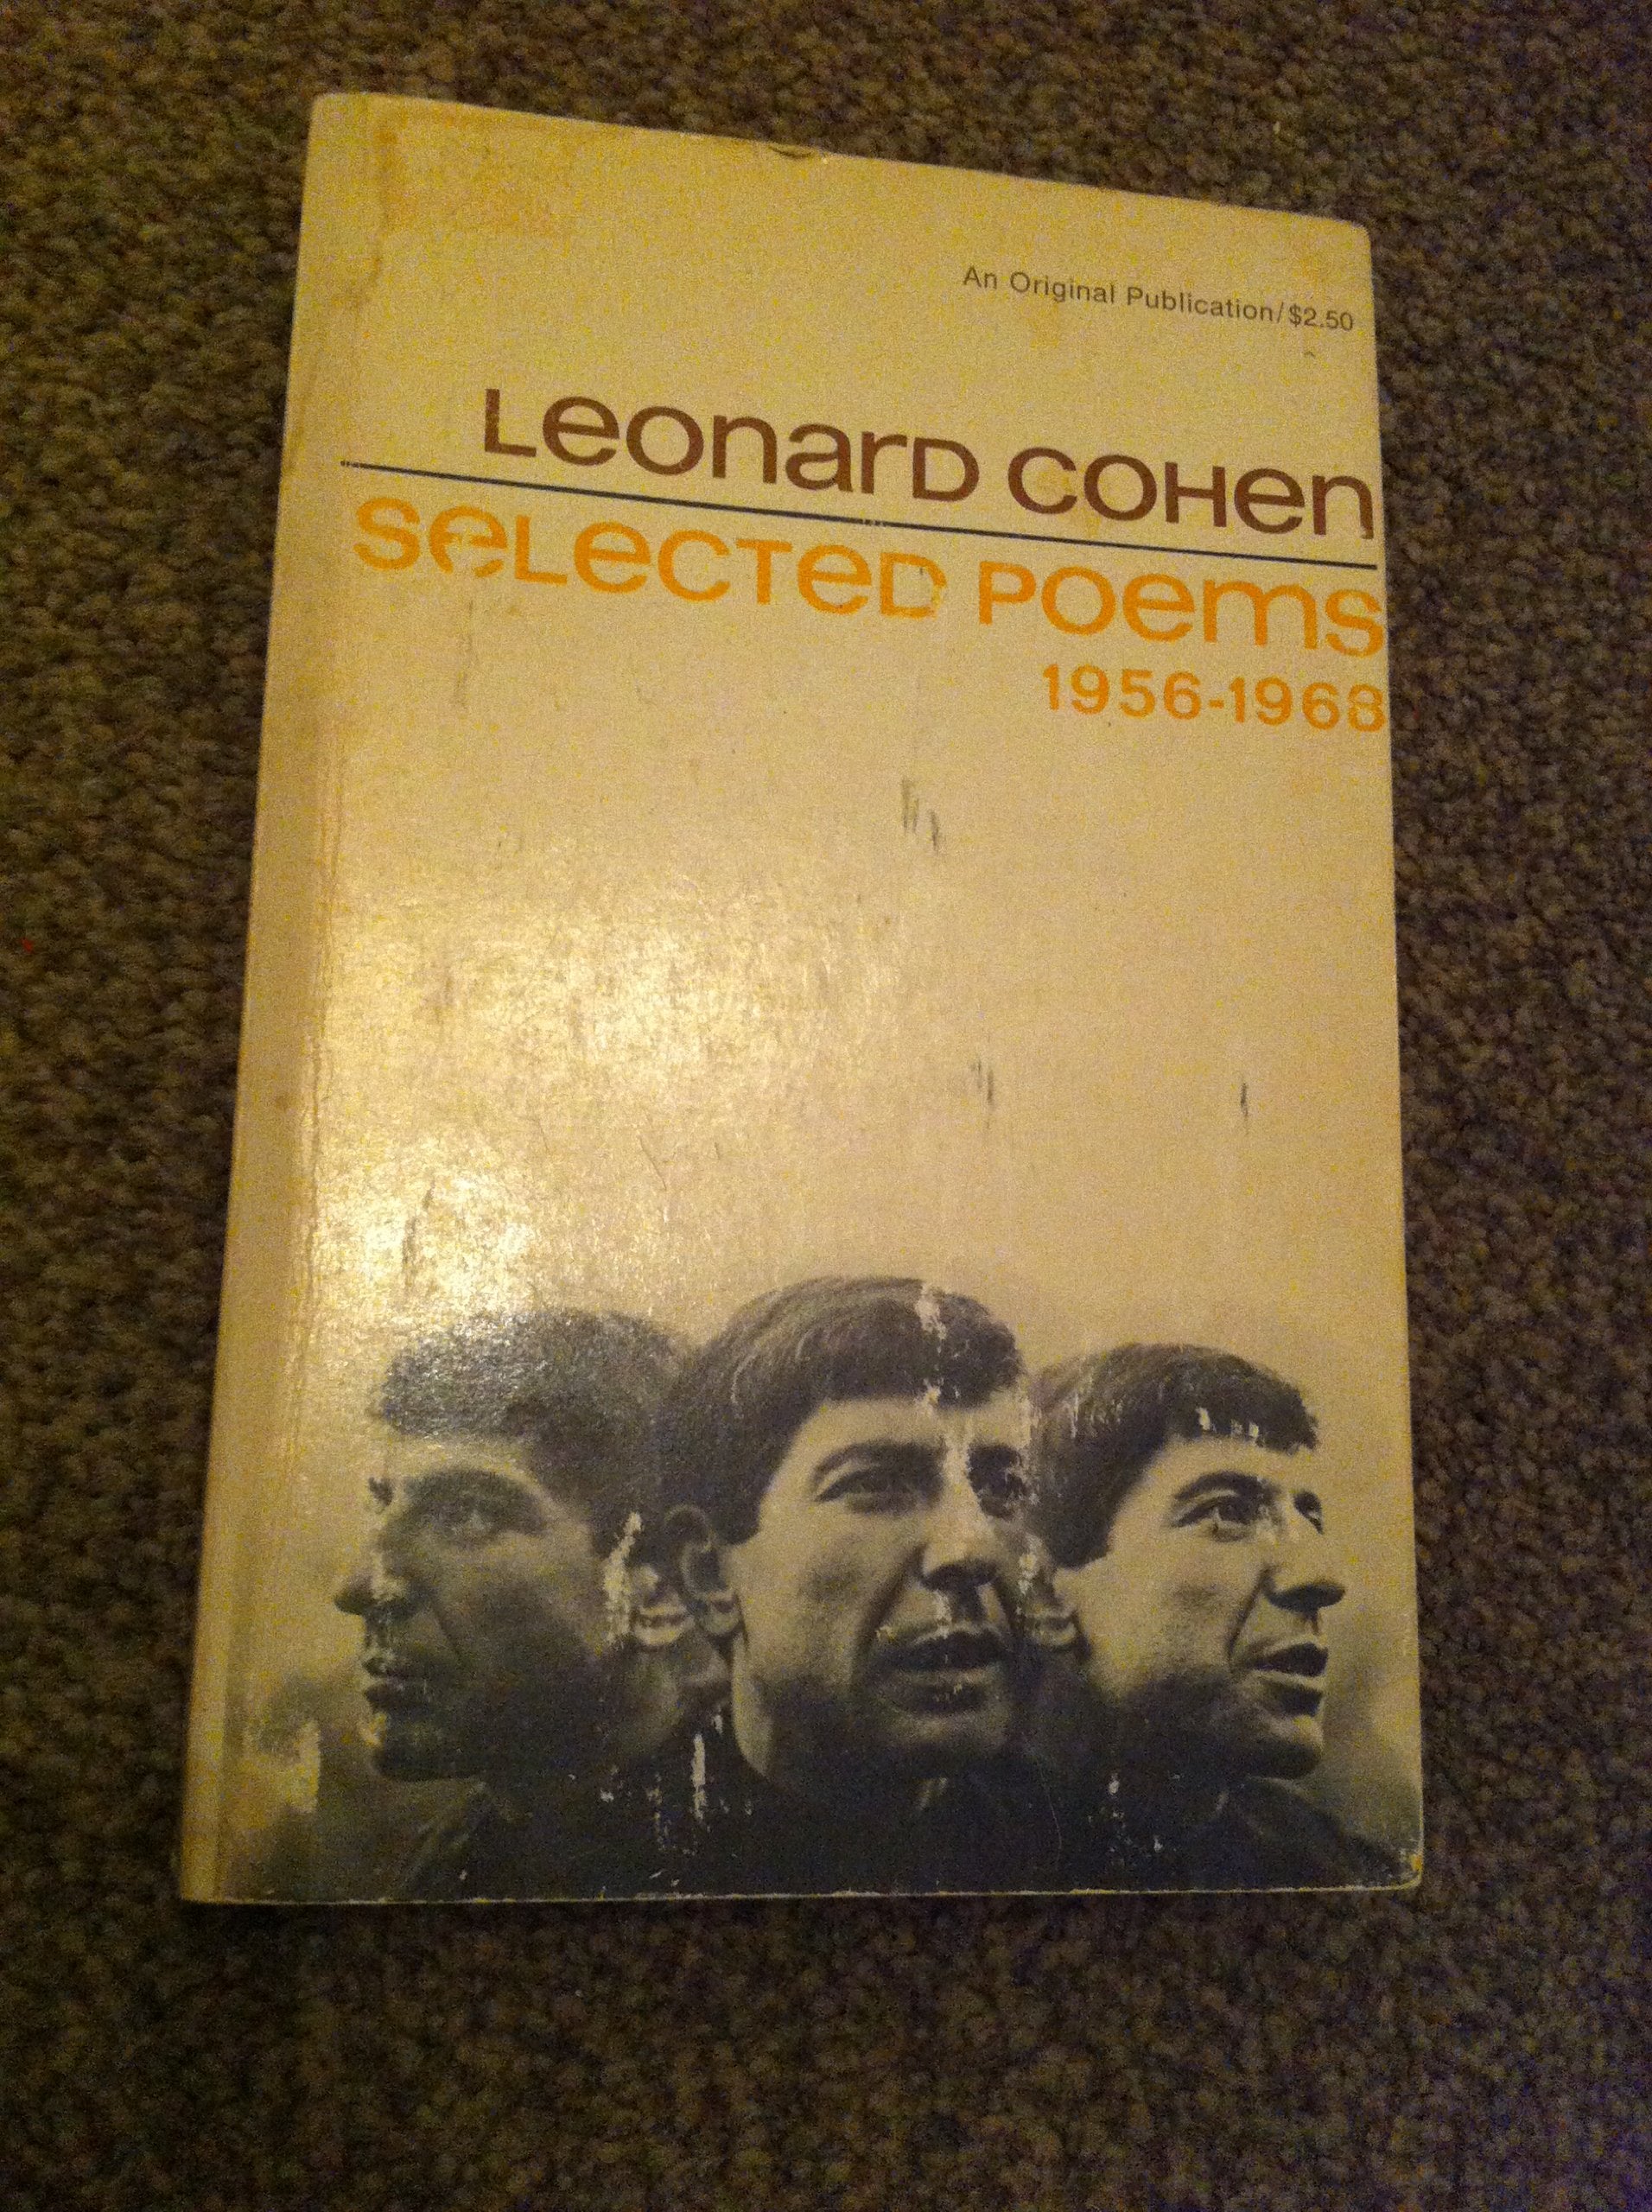 An Original Publication/$2.50
Leonard Cohen
Selected Poems
1956-1968